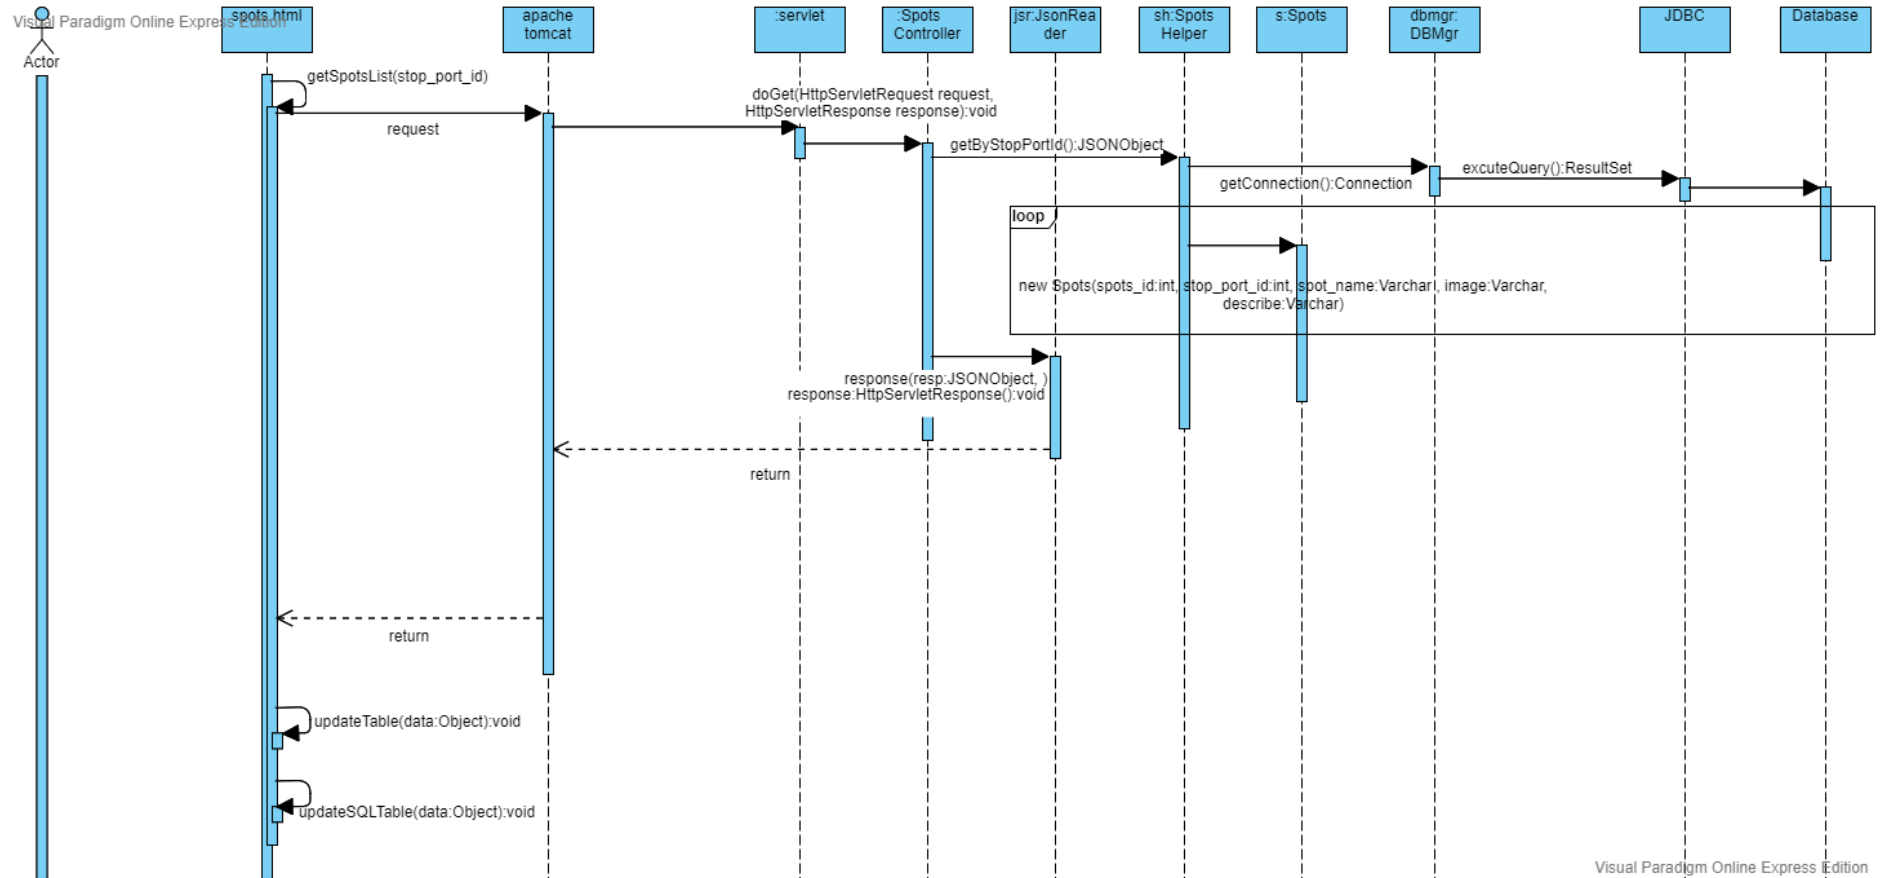 Visual Paradigm Online Express Edition
Actor
spots.html
apache
tomcat
:servlet
:Spots
Controller
jsr:JsonRea
der
sh:Spots
Helper
s:Spots
dbmgr:
DBMgr
JDBC
Database
getSpotsList(stop_port_id)
request
doGet(HttpServletRequest request,
HttpServletResponse response):void
getByStopPortId():JSONObject
getConnection():Connection
excuteQuery():ResultSet
loop
new Spots(spots_id:int, stop_port_id:int, spot_name:Varchar, image:Varchar,
describe:Varchar)
response(resp:JSONObject, )
response:HttpServletResponse():void
return
return
updateTable(data:Object):void
updateSQLTable(data:Object):void
Visual Paradigm Online Express Edition